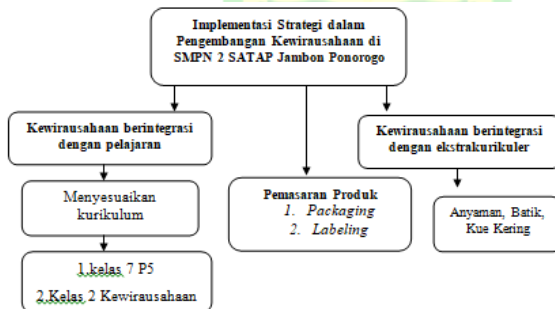 Implementasi Strategi dalam
Pengembangan Kewirausahaan di
SMPN 2 SATAP Jambon Ponorogo
Kewirausahaan berintegrasi
dengan pelajaran
Menyesuaikan
kurikulum
1.kelas 7 P5
2.Kelas 2 Kewirausahaan
Pemasaran Produk
1. Packaging
2. Labeling
Kewirausahaan berintegrasi
dengan ekstrakurikuler
Anyaman, Batik,
Kue Kering